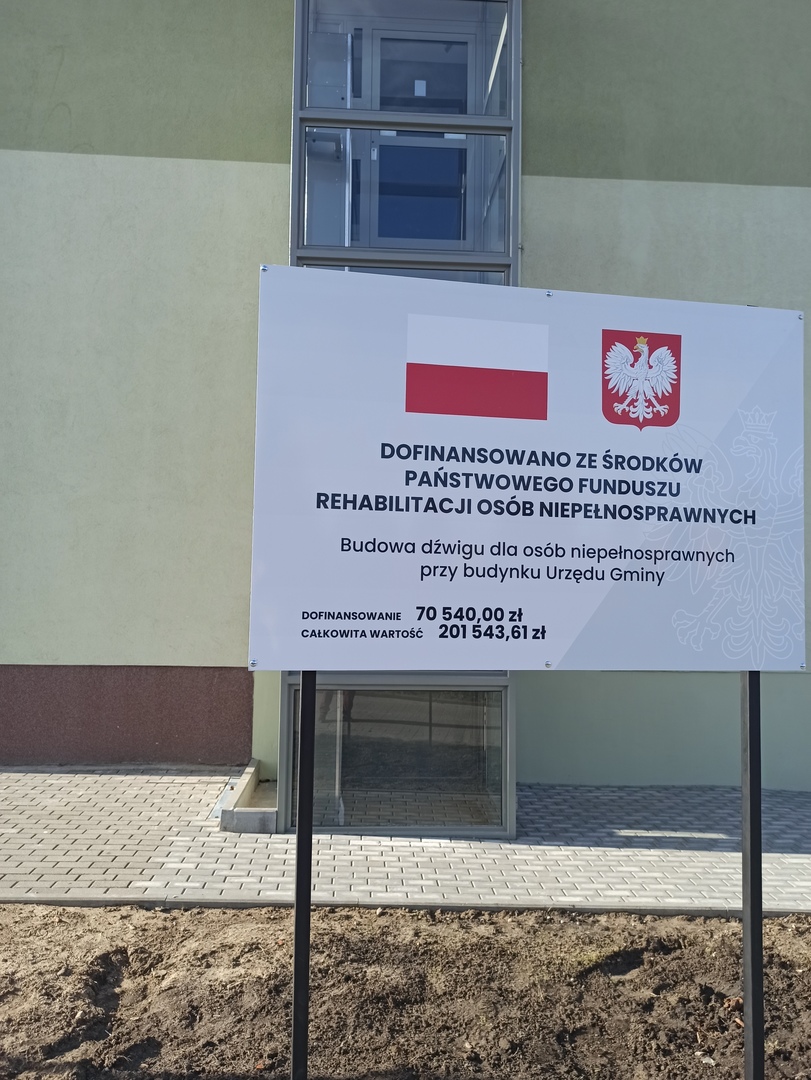 DOFINANSOWANO ZE ŚRODKÓW
PAŃSTWOWEGO FUNDUSZU
REHABILITACJI OSÓB NIEPEŁNOSPRAWNYCH
Budowa dźwigu dla osób niepełnosprawnych
przy budynku Urzędu Gminy
DOFINANSOWANIE 70 540,00 zł
CAŁKOWITA WARTOŚĆ 201 543,61 zł